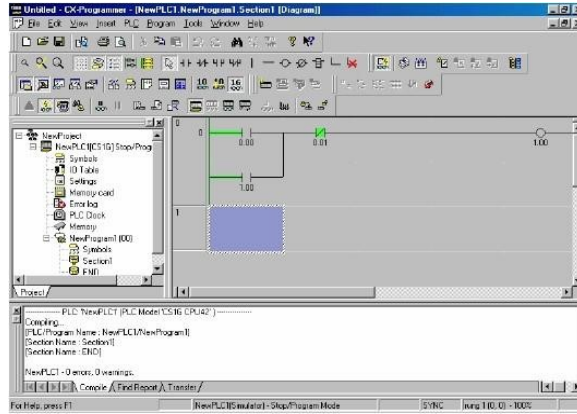 Untitled - CX-Programmer - [NewPLC1.NewProgram1.Section1 [Diagram]]
File Edit View Insert PLC Program Tools Window Help
NewProject
NewPLC1[CS1G] Stop/Prog
Symbols
IO Table
Settings
Memory card
Error log
PLC Clock
Memory
NewProgram1 (00)
Symbols
Section1
END
Project
0
0
0.00
0.01
1.00
1.00
1
PLC: 'NewPLC1' (PLC Model 'CS1G CPU42')
Compiling...
[PLC/Program Name : NewPLC1/NewProgram1]
[Section Name : Section1]
[Section Name : END]
NewPLC1 - 0 errors, 0 warnings.
Compile Find Report Transfer
For Help, press F1
NewPLC1(Simulator) - Stop/Program Mode
SYNC
rung 1 (0, 0) - 100%